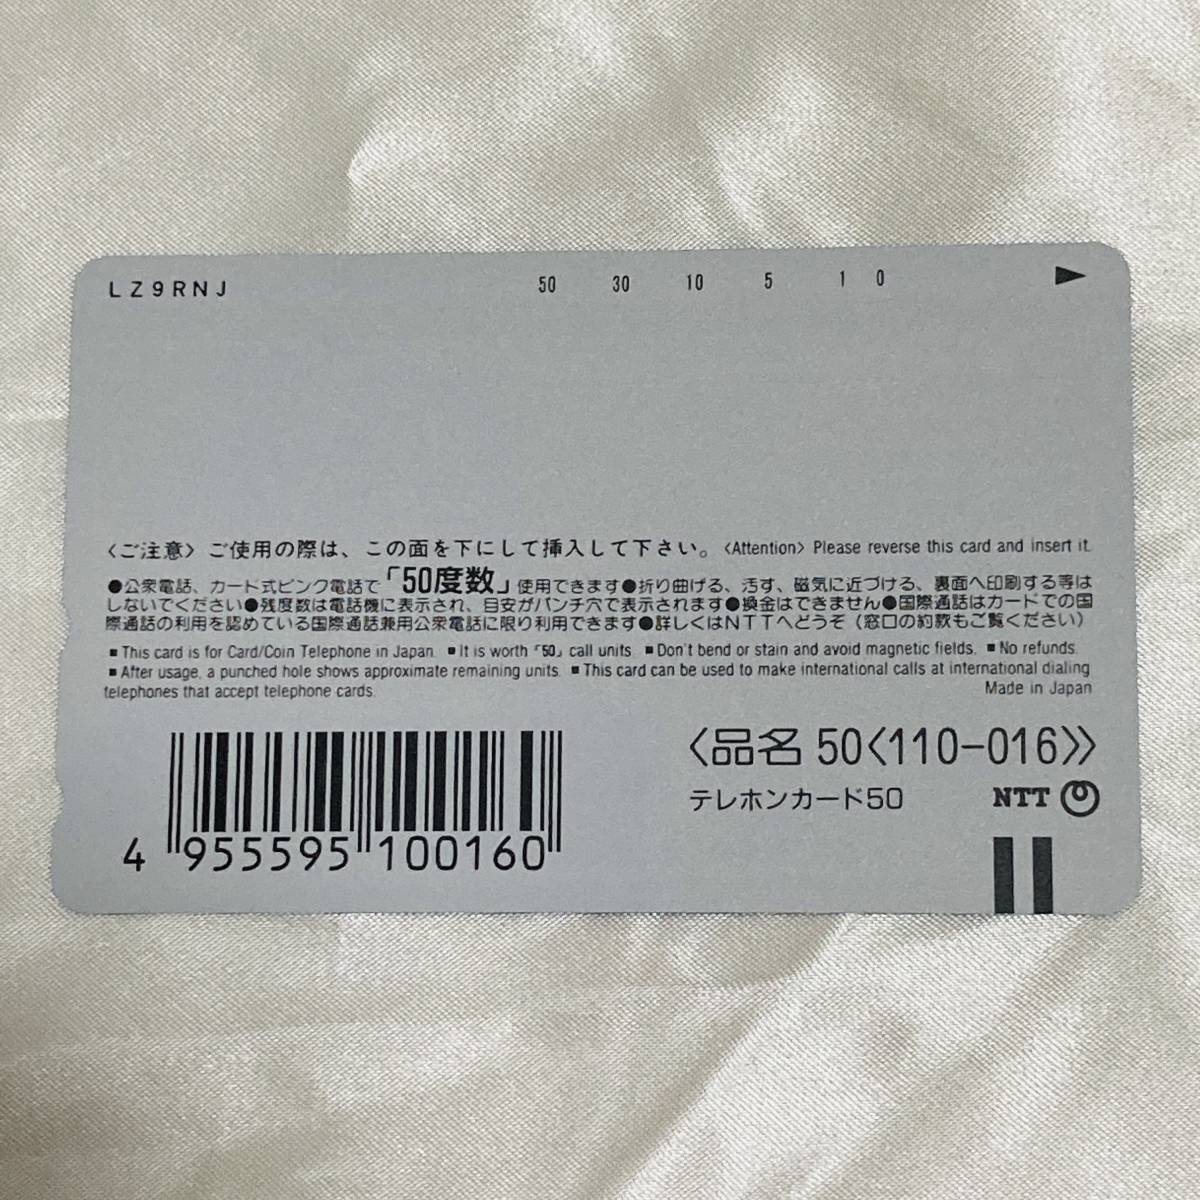 LZ9RNJ 50 30 10 5 1 0
〈ご注意〉ご使用の際は、この面を下にして挿入して下さい。〈Attention〉Please reverse this card and insert it.
●公衆電話、カード式ピンク電話で「50度数」使用できます●折り曲げる、汚す、磁気に近づける、裏面へ印刷する等は
しないでください●残度数は電話機に表示され、目安がパンチ穴で表示されます●換金はできません●国際通話はカードでの国
際通話の利用を認めている国際通話兼用公衆電話に限り利用できます●詳しくはNTTへどうぞ(窓口の約款もご覧ください)
■This card is for Card/Coin Telephone in Japan. ■It is worth「50」call units. ■Don't bend or stain and avoid magnetic fields. ■No refunds.
■After usage, a punched hole shows approximate remaining units. ■This card can be used to make international calls at international dialing
telephones that accept telephone cards. Made in Japan
〈品名 50〈110-016〉〉
テレホンカード50 NTT
4 955595 100160